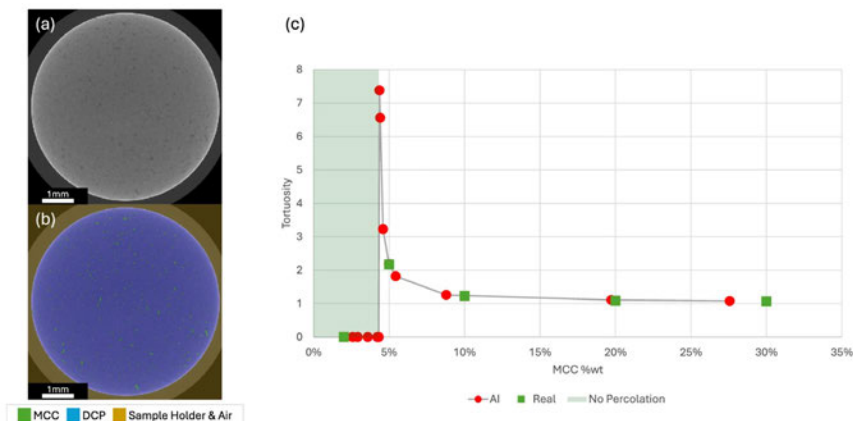 (a)
1mm
(b)
1mm
MCC DCP Sample Holder & Air
(c)
8
7
6
5
4
3
2
1
0
Tortuosity
0% 5% 10% 15% 20% 25% 30% 35%
MCC %wt
AI Real No Percolation